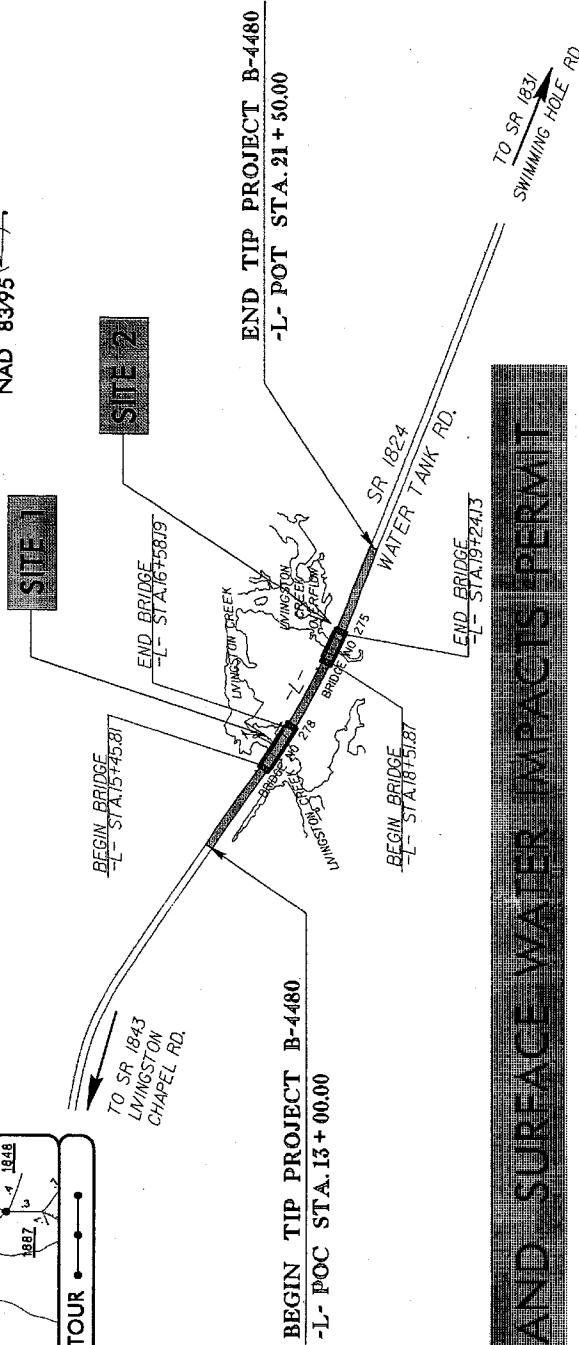 NAD 83/95
SITE 1
SITE 2
END TIP PROJECT B-4480
-L- POT STA. 21 + 50.00
BEGIN BRIDGE
-L- STA.15+45.81
END BRIDGE
-L- STA.16+58.19
LIVINGSTON CREEK
LIVINGSTON
CREEK
OVERFLOW
-L-
BRIDGE NO 278
BRIDGE NO 275
LIVINGSTON CREEK
BEGIN BRIDGE
-L- STA.18+51.87
END BRIDGE
-L- STA.19+24.13
SR 1824
WATER TANK RD.
TO SR 1831
SWIMMING HOLE RD
TO SR 1843
LIVINGSTON
CHAPEL RD.
1848
1887
TOUR
BEGIN TIP PROJECT B-4480
-L- POC STA. 13 + 00.00
AND SURFACE WATER IMPACTS PERMIT